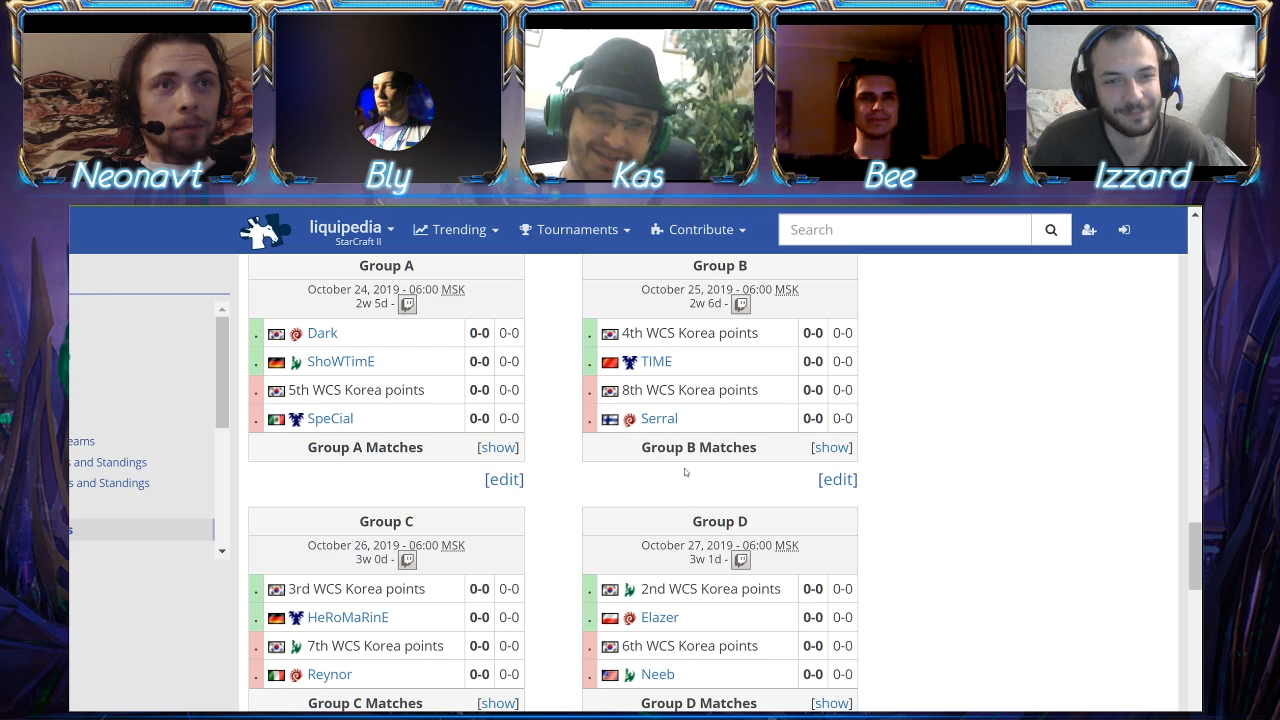 Neonavt
Bly
Kas
Bee
Izzard
liquipedia
StarCraft II
Trending
Tournaments
Contribute
Search
Group A
October 24, 2019 - 06:00 MSK
2w 5d -
. Dark 0-0 0-0
. ShoWTimE 0-0 0-0
. 5th WCS Korea points 0-0 0-0
. SpeCial 0-0 0-0
Group A Matches [show]
[edit]
Group B
October 25, 2019 - 06:00 MSK
2w 6d -
. 4th WCS Korea points 0-0 0-0
. TIME 0-0 0-0
. 8th WCS Korea points 0-0 0-0
. Serral 0-0 0-0
Group B Matches [show]
[edit]
eams
s and Standings
s and Standings
s
Group C
October 26, 2019 - 06:00 MSK
3w 0d -
. 3rd WCS Korea points 0-0 0-0
. HeRoMaRinE 0-0 0-0
. 7th WCS Korea points 0-0 0-0
. Reynor 0-0 0-0
Group C Matches [show]
Group D
October 27, 2019 - 06:00 MSK
3w 1d -
. 2nd WCS Korea points 0-0 0-0
. Elazer 0-0 0-0
. 6th WCS Korea points 0-0 0-0
. Neeb 0-0 0-0
Group D Matches [show]